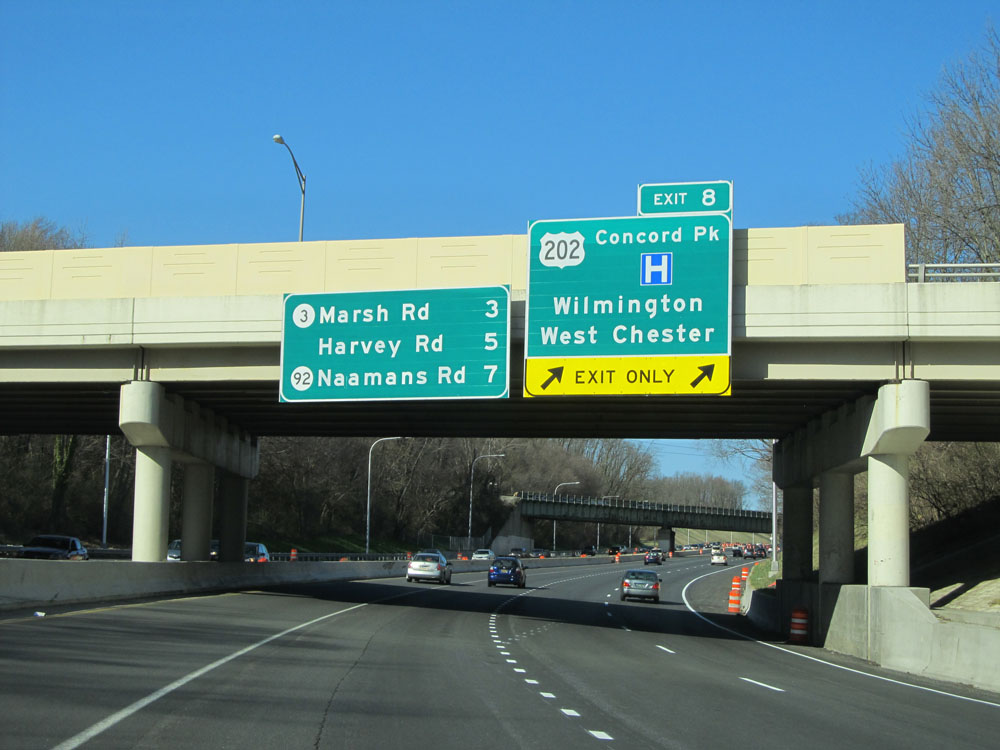 3 Marsh Rd 3
Harvey Rd 5
92 Naamans Rd 7
EXIT 8
202 Concord Pk
H
Wilmington
West Chester
EXIT ONLY